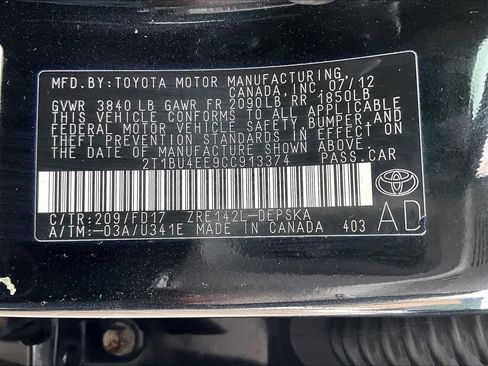 MFD.BY:TOYOTA MOTOR MANUFACTURING,
CANADA,INC. 07/12
GVWR 3840 LB GAWR FR 2090LB RR 1850LB
THIS VEHICLE CONFORMS TO ALL APPLICABLE
FEDERAL MOTOR VEHICLE SAFETY,BUMPER,AND
THEFT PREVENTION STANDARDS IN EFFECT ON
THE DATE OF MANUFACTURE SHOWN ABOVE.
2T1BU4EE9CC913374 PASS.CAR
C/TR:209/FD17 ZRE142L-DEPSKA
A/TM:-03A/U341E MADE IN CANADA 403
AD